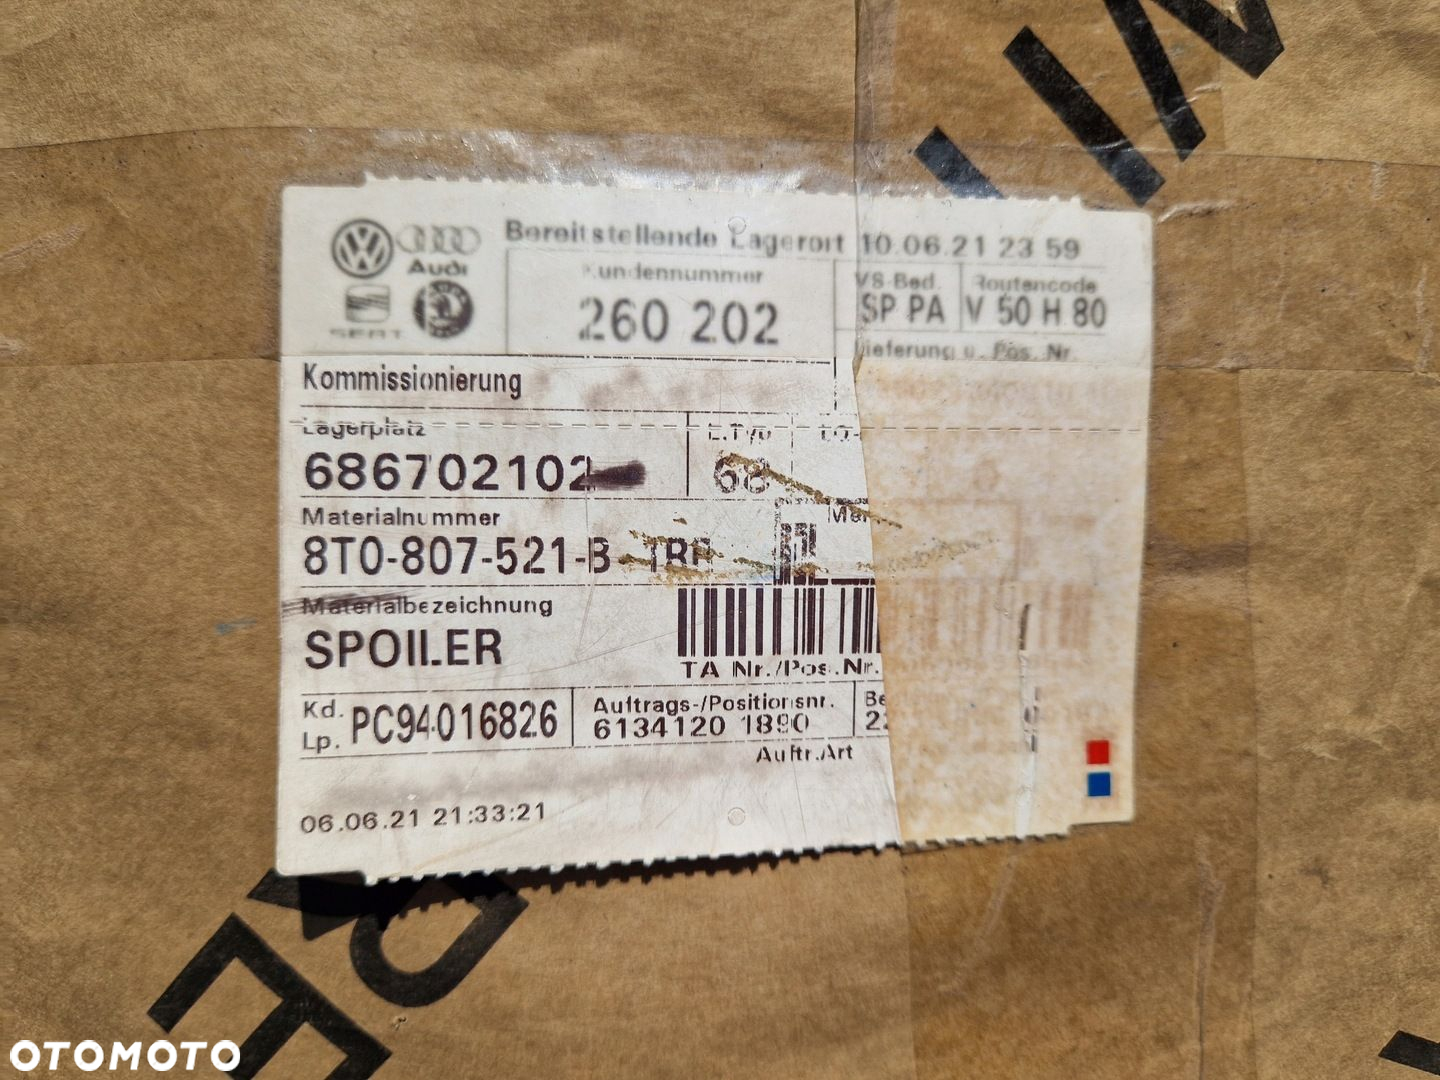 Bereitstellende Lagerort 10.06.21 23 59
AUDI
SEAT
Kundennummer
260 202
VS-Bed.
SP PA
Routencode
V 50 H 80
Lieferung u. Pos. Nr.
Kommissionierung
Lagerplatz
L.Typ
686702102
68
Materialnummer
8T0-807-521-B
Materialbezeichnung
SPOILER
TA Nr./Pos.Nr.
Kd.
Lp.
PC94016826
Auftrags-/Positionsnr.
6134120 1890
Auftr.Art
06.06.21 21:33:21
OTOMOTO